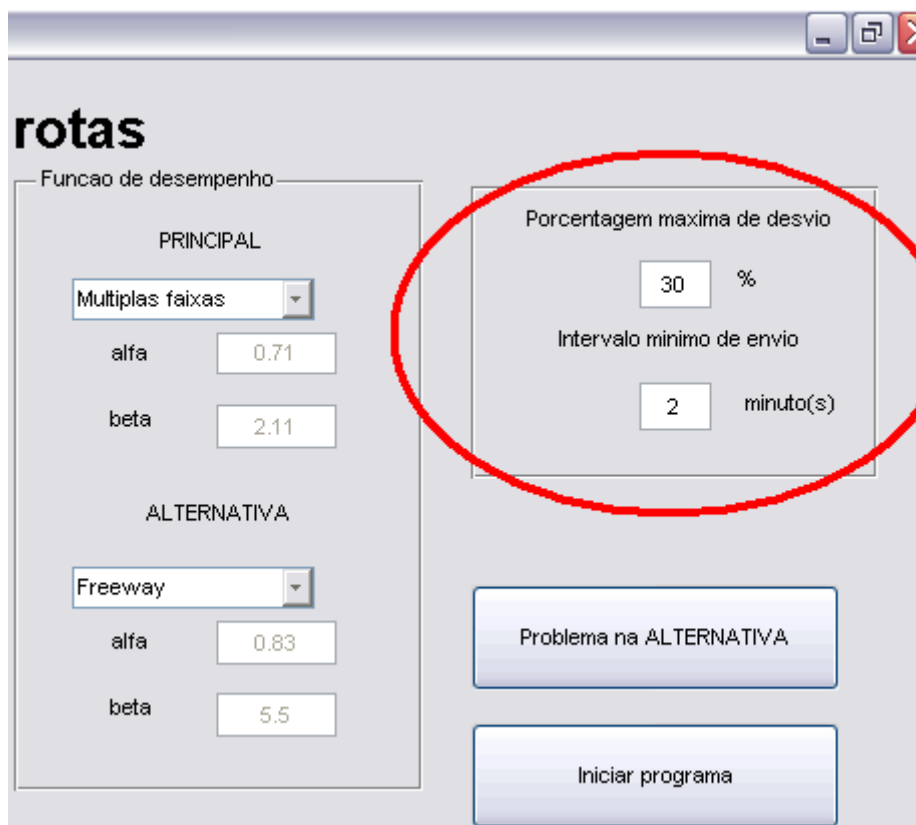 rotas
Funcao de desempenho
PRINCIPAL
Multiplas faixas
alfa
0.71
beta
2.11
ALTERNATIVA
Freeway
alfa
0.83
beta
5.5
Porcentagem maxima de desvio
30 %
Intervalo minimo de envio
2 minuto(s)
Problema na ALTERNATIVA
Iniciar programa